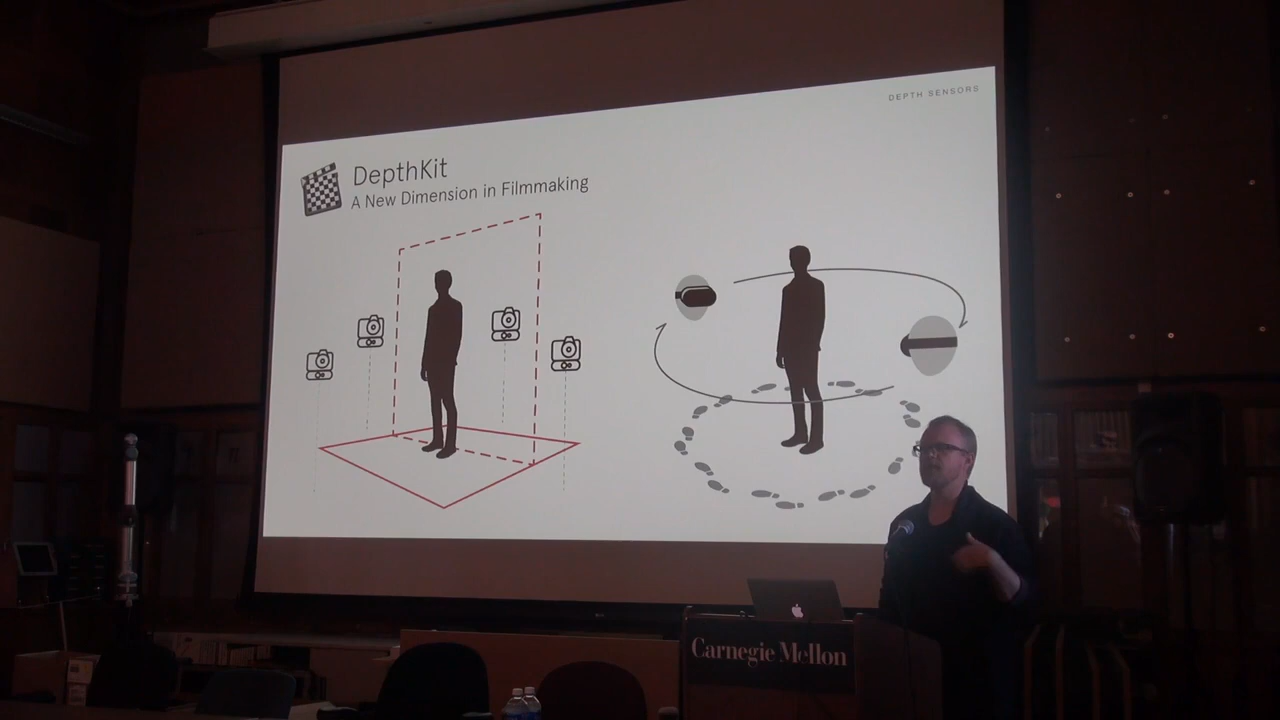 DEPTH SENSORS
DepthKit
A New Dimension in Filmmaking
Carnegie Mellon